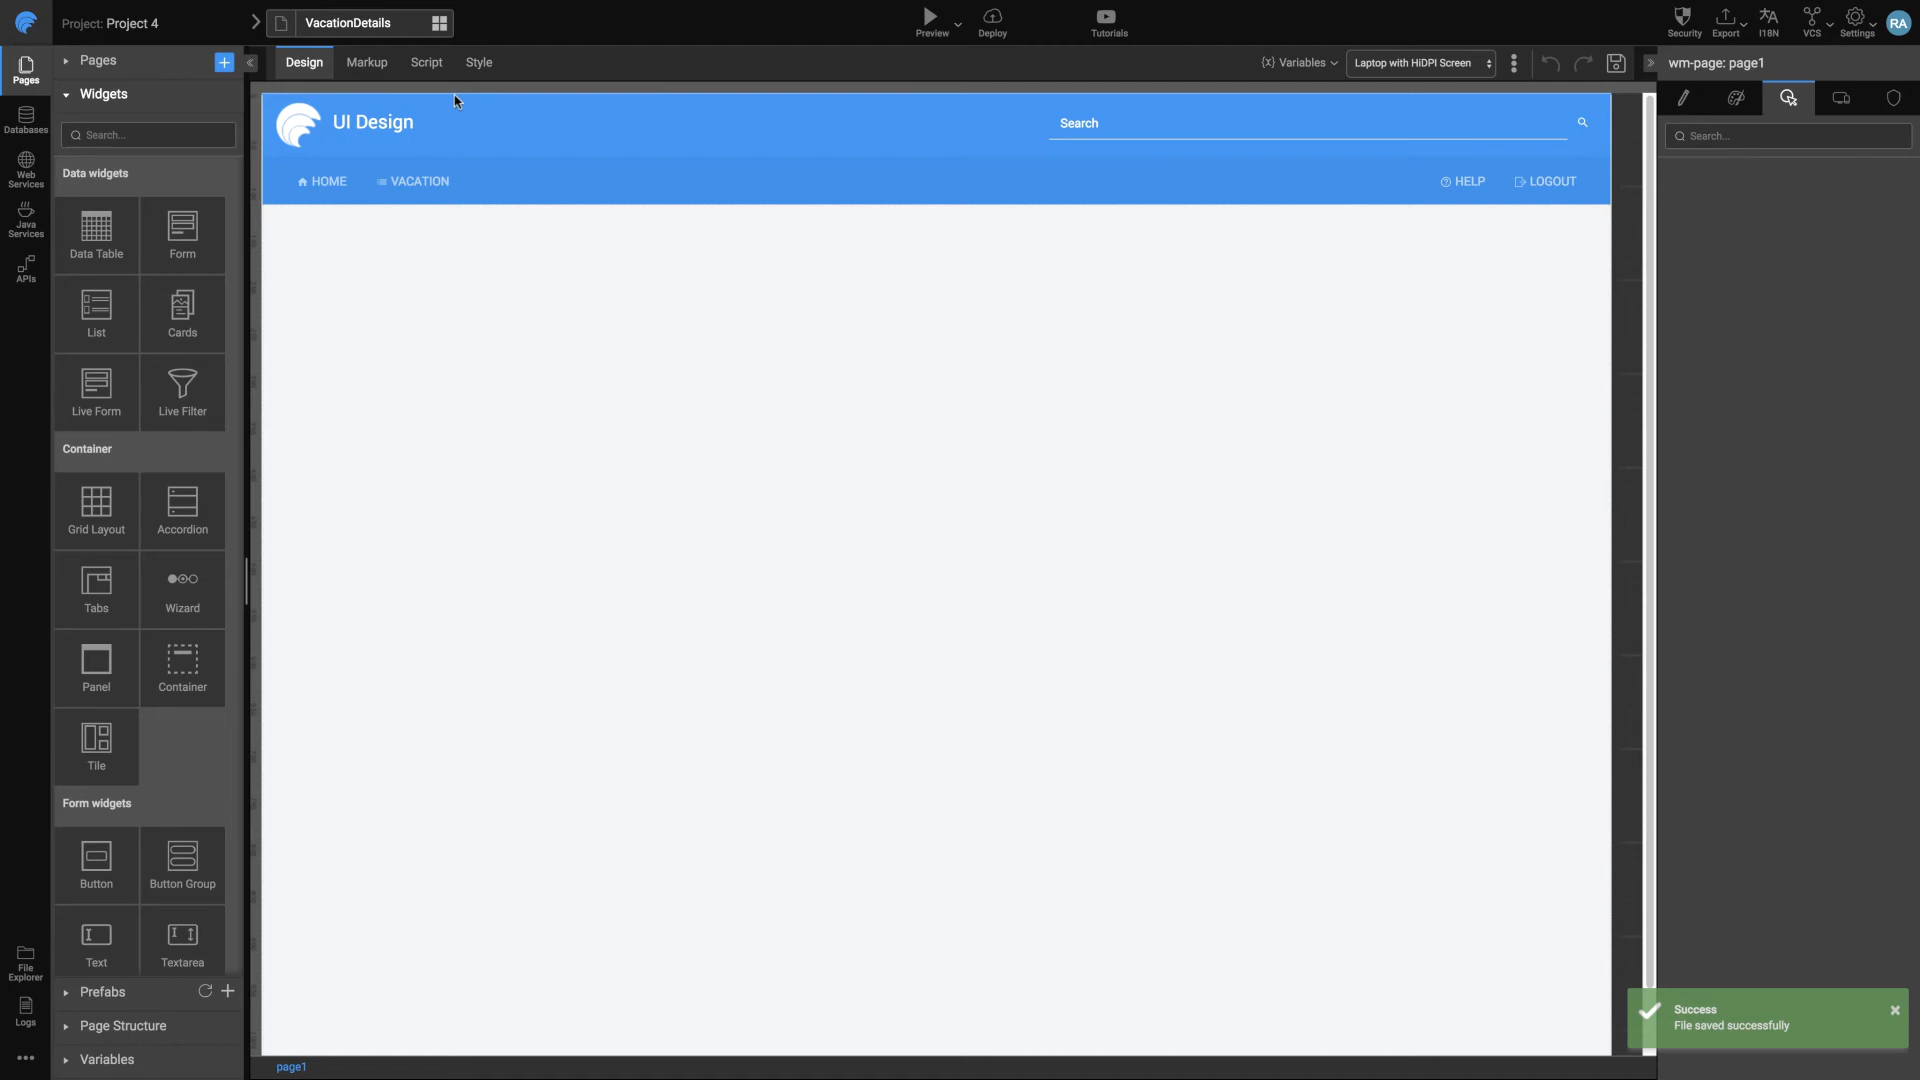 Project: Project 4
VacationDetails
Preview
Deploy
Tutorials
Security
Export
I18N
VCS
Settings
RA
Pages
Databases
Web
Services
Java
Services
APIs
File
Explorer
Logs
Pages
Widgets
Search...
Data widgets
Data Table
Form
List
Cards
Live Form
Live Filter
Container
Grid Layout
Accordion
Tabs
Wizard
Panel
Container
Tile
Form widgets
Button
Button Group
Text
Textarea
Prefabs
Page Structure
Variables
Design
Markup
Script
Style
{x} Variables
Laptop with HiDPI Screen
UI Design
Search
HOME
VACATION
HELP
LOGOUT
page1
wm-page: page1
Search...
Success
File saved successfully